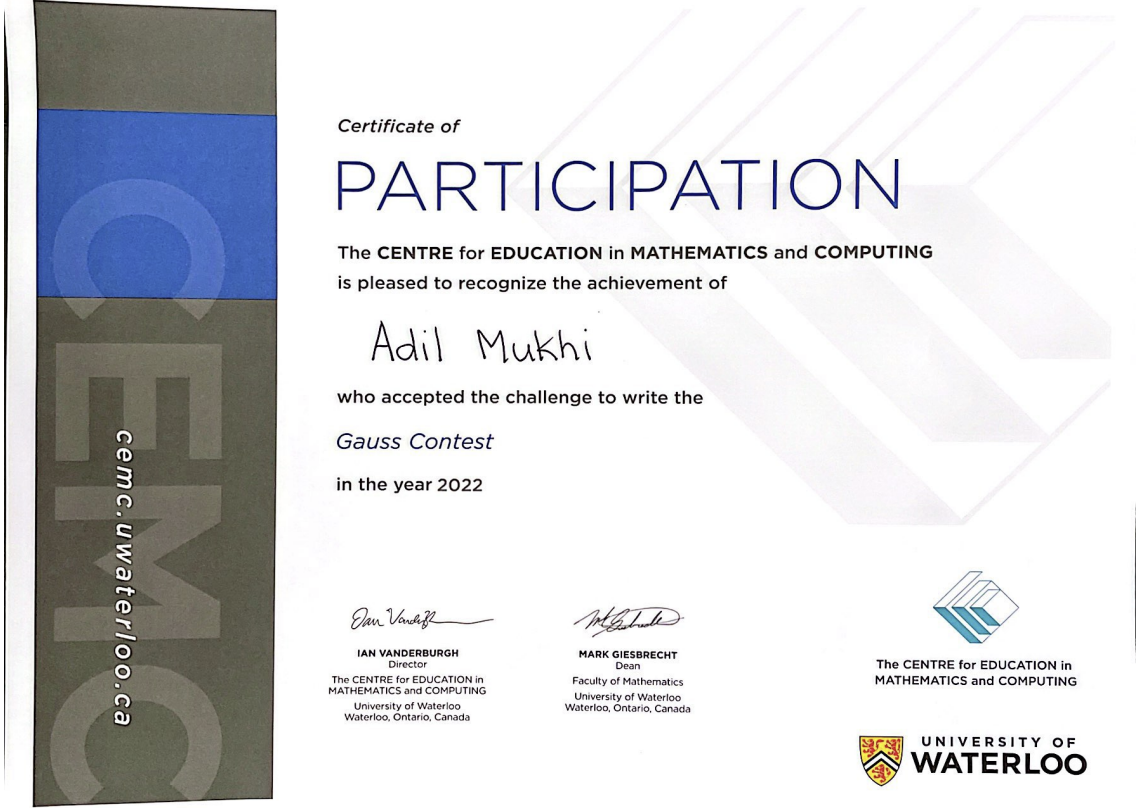 Certificate of
PARTICIPATION
The CENTRE for EDUCATION in MATHEMATICS and COMPUTING
is pleased to recognize the achievement of
Adil Mukhi
who accepted the challenge to write the
Gauss Contest
in the year 2022
IAN VANDERBURGH
Director
The CENTRE for EDUCATION in
MATHEMATICS and COMPUTING
University of Waterloo
Waterloo, Ontario, Canada
MARK GIESBRECHT
Dean
Faculty of Mathematics
University of Waterloo
Waterloo, Ontario, Canada
The CENTRE for EDUCATION in
MATHEMATICS and COMPUTING
UNIVERSITY OF
WATERLOO
CEMC
cemc.uwaterloo.ca